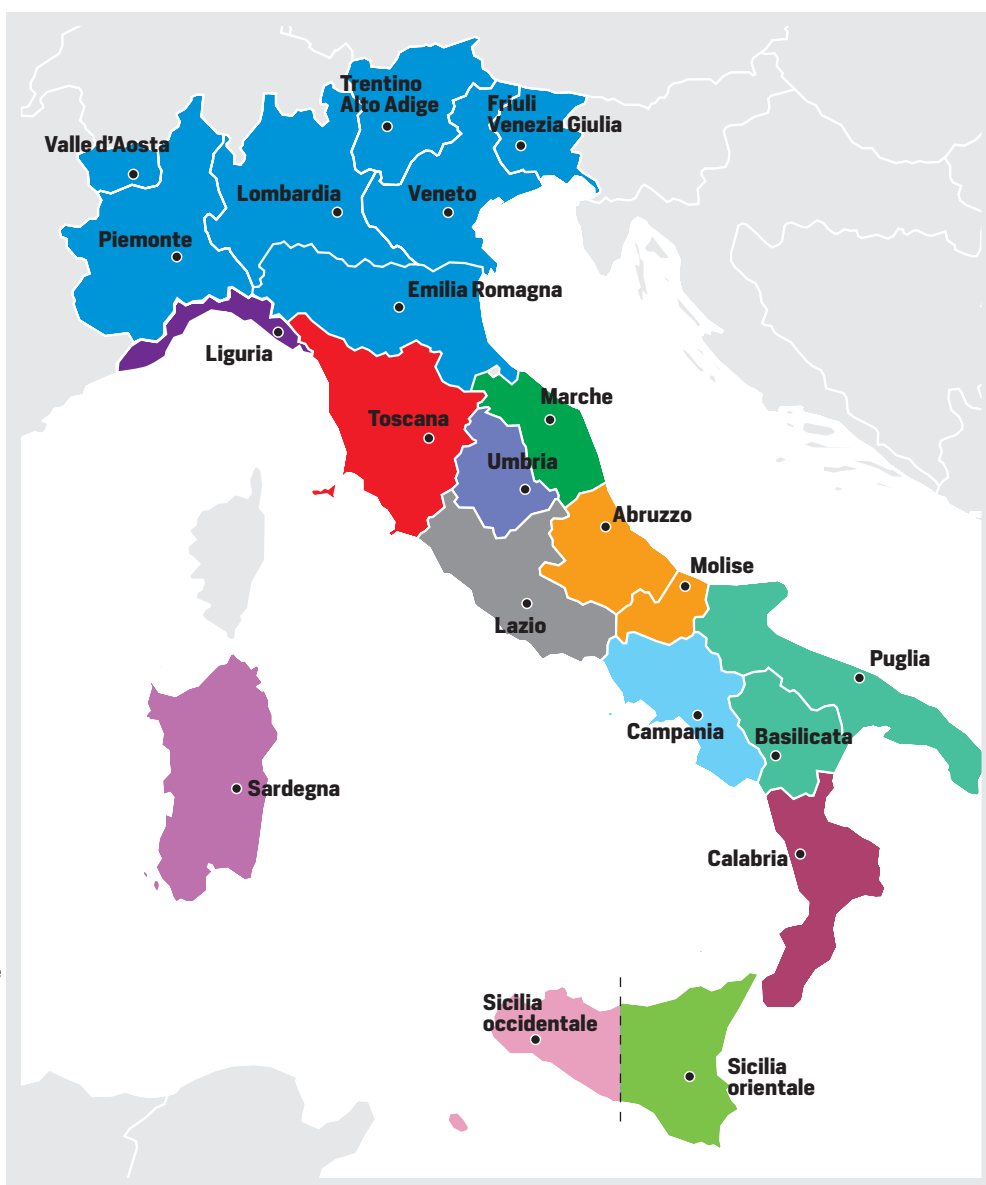 Trentino
Alto Adige
Friuli
Venezia Giulia
Valle d'Aosta
Lombardia
Veneto
Piemonte
Emilia Romagna
Liguria
Marche
Toscana
Umbria
Abruzzo
Molise
Lazio
Puglia
Campania
Basilicata
Sardegna
Calabria
Sicilia
occidentale
Sicilia
orientale